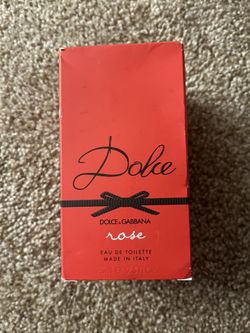 Dolce
DOLCE & GABBANA
rose
EAU DE TOILETTE
MADE IN ITALY